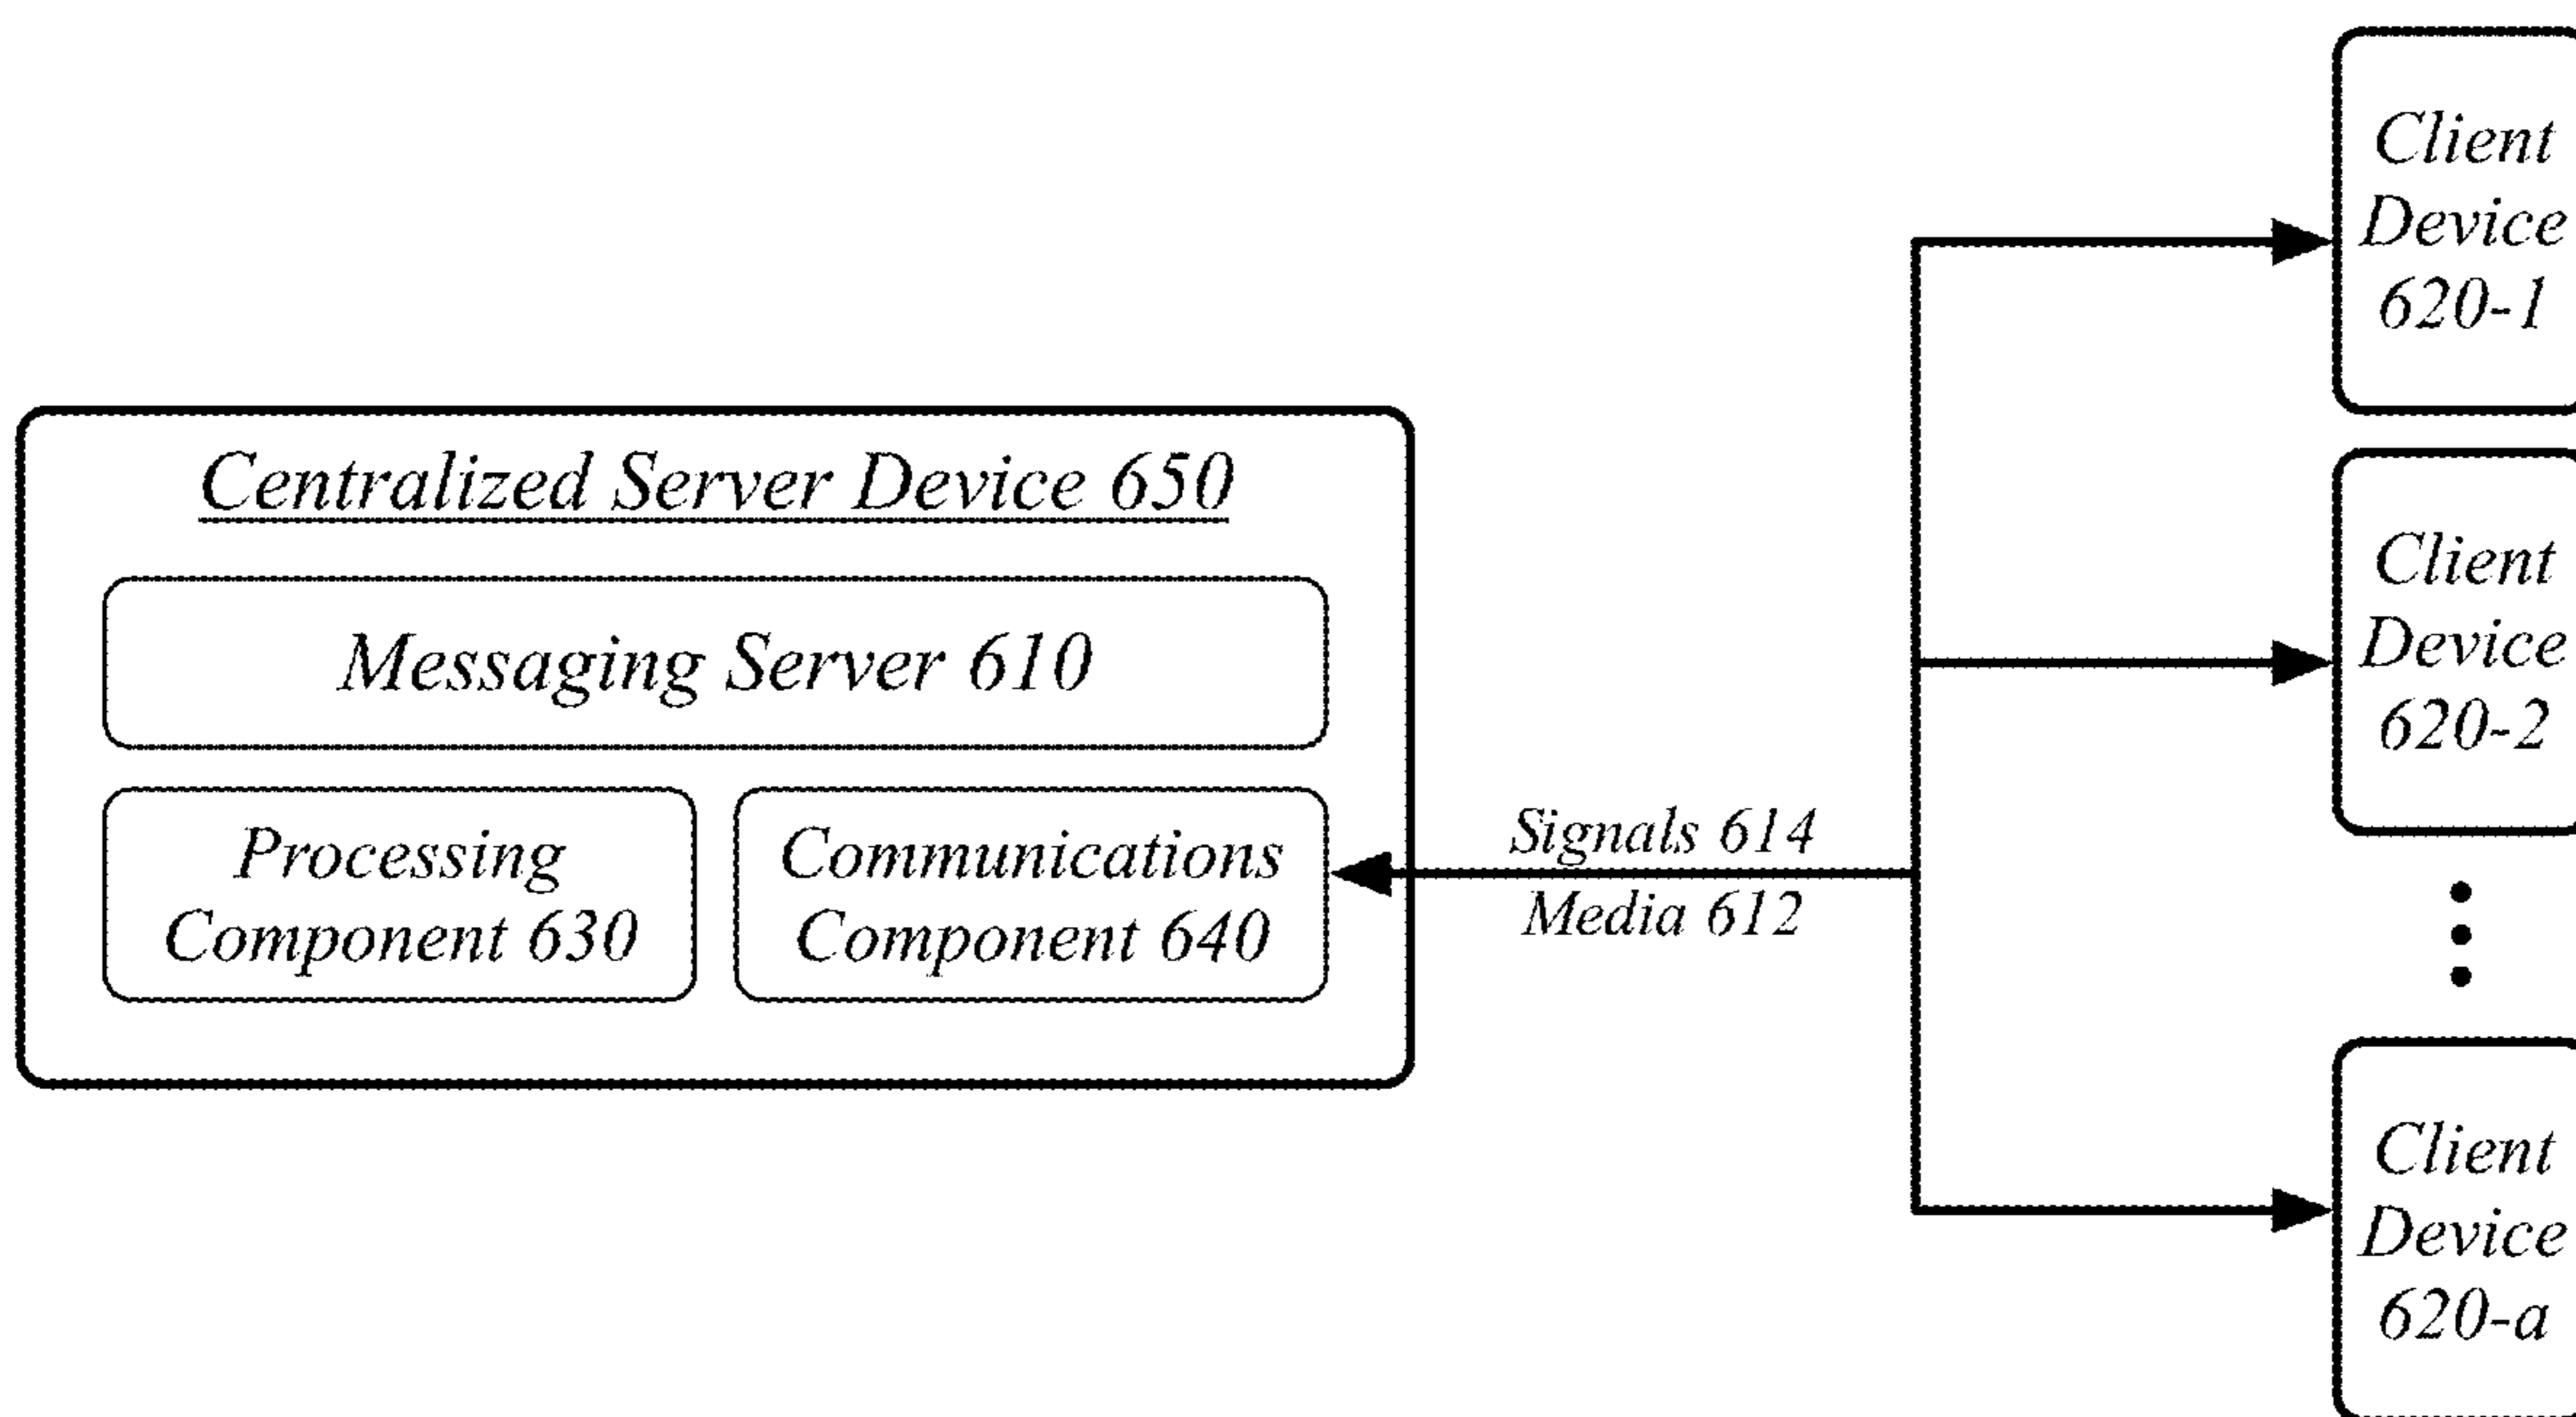 Centralized Server Device 650
Messaging Server 610
Processing
Component 630
Communications
Component 640
Signals 614
Media 612
Client
Device
620-1
Client
Device
620-2
Client
Device
620-a